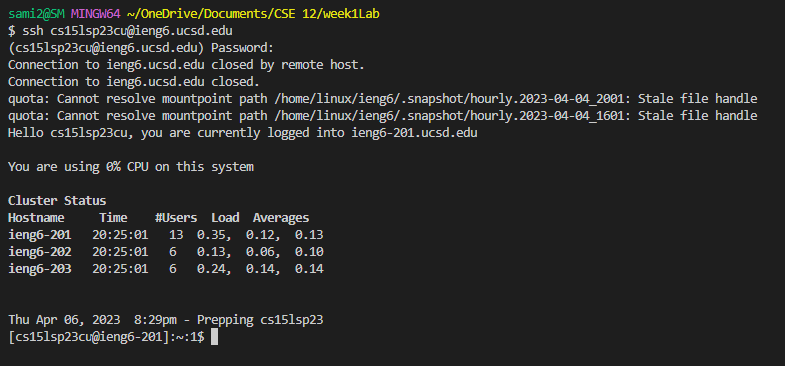 sami2@SM MINGW64 ~/OneDrive/Documents/CSE 12/week1Lab
$ ssh cs15lsp23cu@ieng6.ucsd.edu
(cs15lsp23cu@ieng6.ucsd.edu) Password:
Connection to ieng6.ucsd.edu closed by remote host.
Connection to ieng6.ucsd.edu closed.
quota: Cannot resolve mountpoint path /home/linux/ieng6/.snapshot/hourly.2023-04-04_2001: Stale file handle
quota: Cannot resolve mountpoint path /home/linux/ieng6/.snapshot/hourly.2023-04-04_1601: Stale file handle
Hello cs15lsp23cu, you are currently logged into ieng6-201.ucsd.edu

You are using 0% CPU on this system

Cluster Status
Hostname     Time    #Users  Load  Averages
ieng6-201   20:25:01   13  0.35,  0.12,  0.13
ieng6-202   20:25:01   6   0.13,  0.06,  0.10
ieng6-203   20:25:01   6   0.24,  0.14,  0.14

Thu Apr 06, 2023  8:29pm - Prepping cs15lsp23
[cs15lsp23cu@ieng6-201]:~:1$